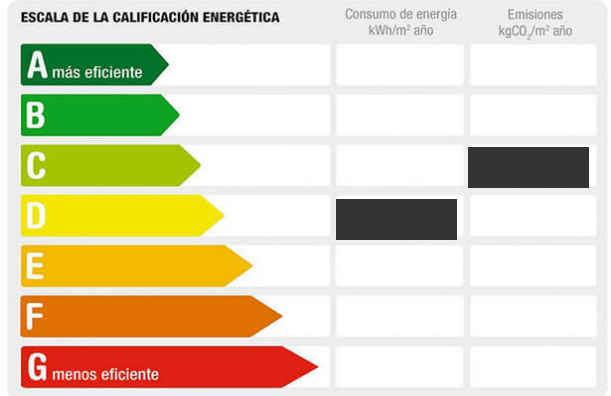 ESCALA DE LA CALIFICACIÓN ENERGÉTICA
Consumo de energía
kWh/m² año
Emisiones
kgCO₂/m² año
A más eficiente
B
C
D
E
F
G menos eficiente